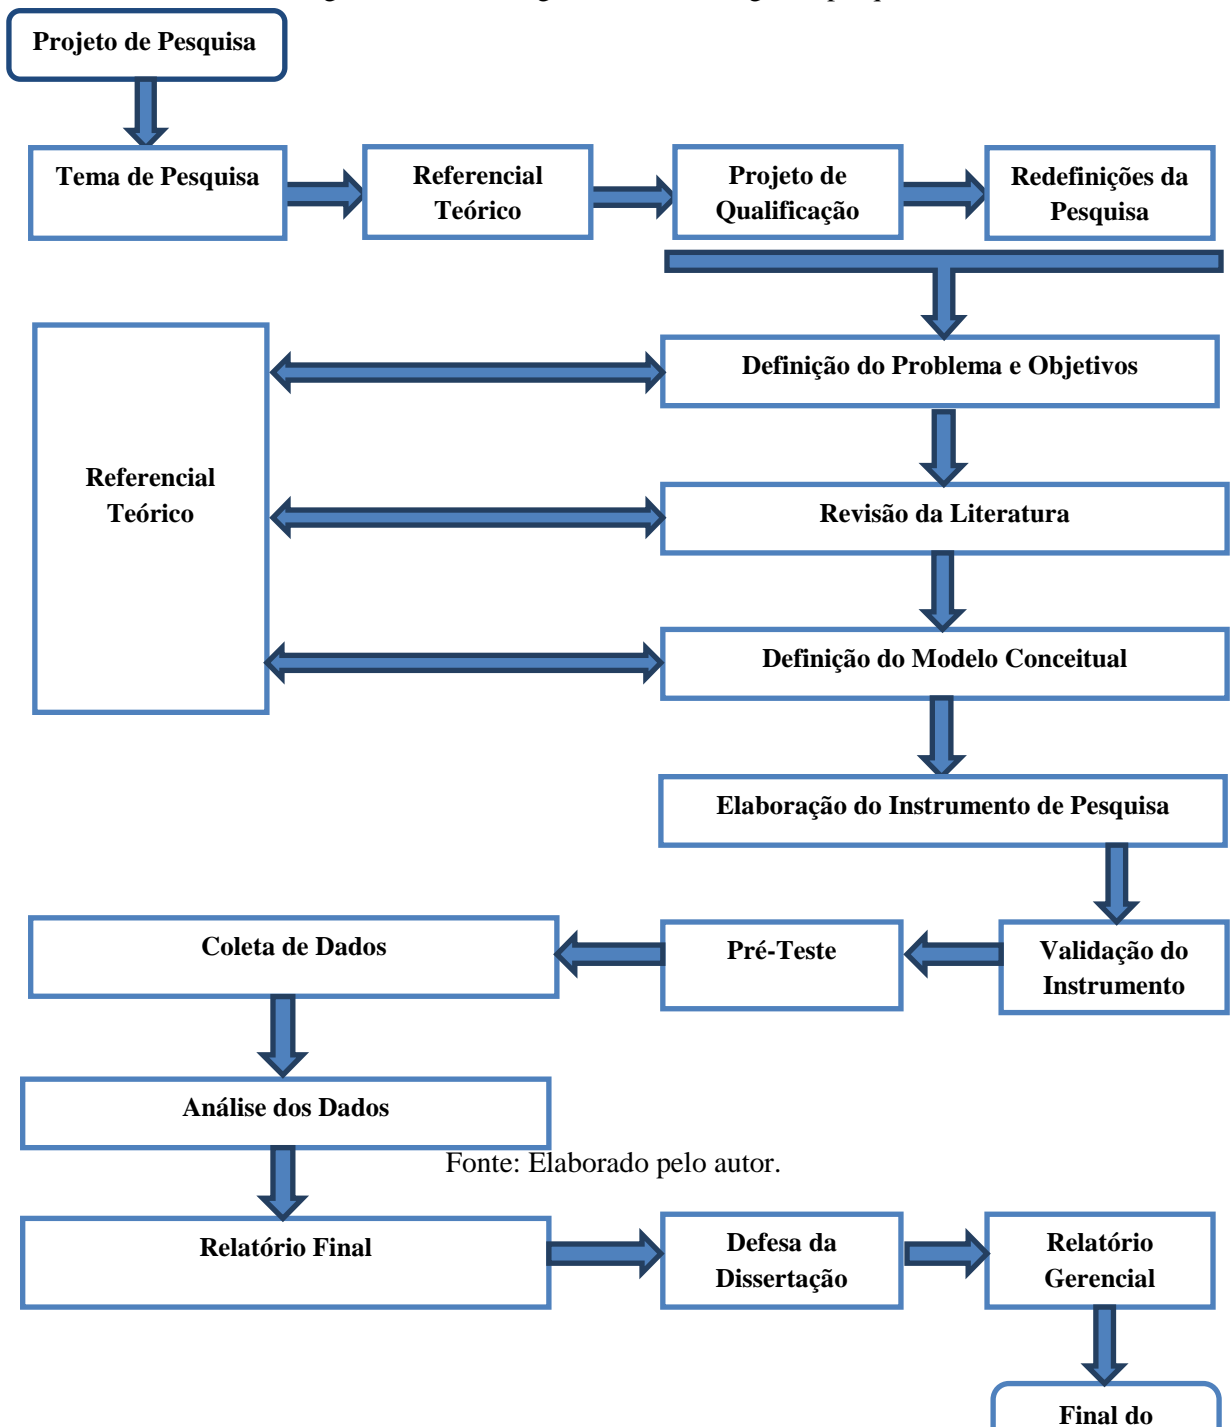 Projeto de Pesquisa
Tema de Pesquisa
Referencial
Teórico
Projeto de
Qualificação
Redefinições da
Pesquisa
Definição do Problema e Objetivos
Referencial
Teórico
Revisão da Literatura
Definição do Modelo Conceitual
Elaboração do Instrumento de Pesquisa
Coleta de Dados
Pré-Teste
Validação do
Instrumento
Análise dos Dados
Fonte: Elaborado pelo autor.
Relatório Final
Defesa da
Dissertação
Relatório
Gerencial
Final do